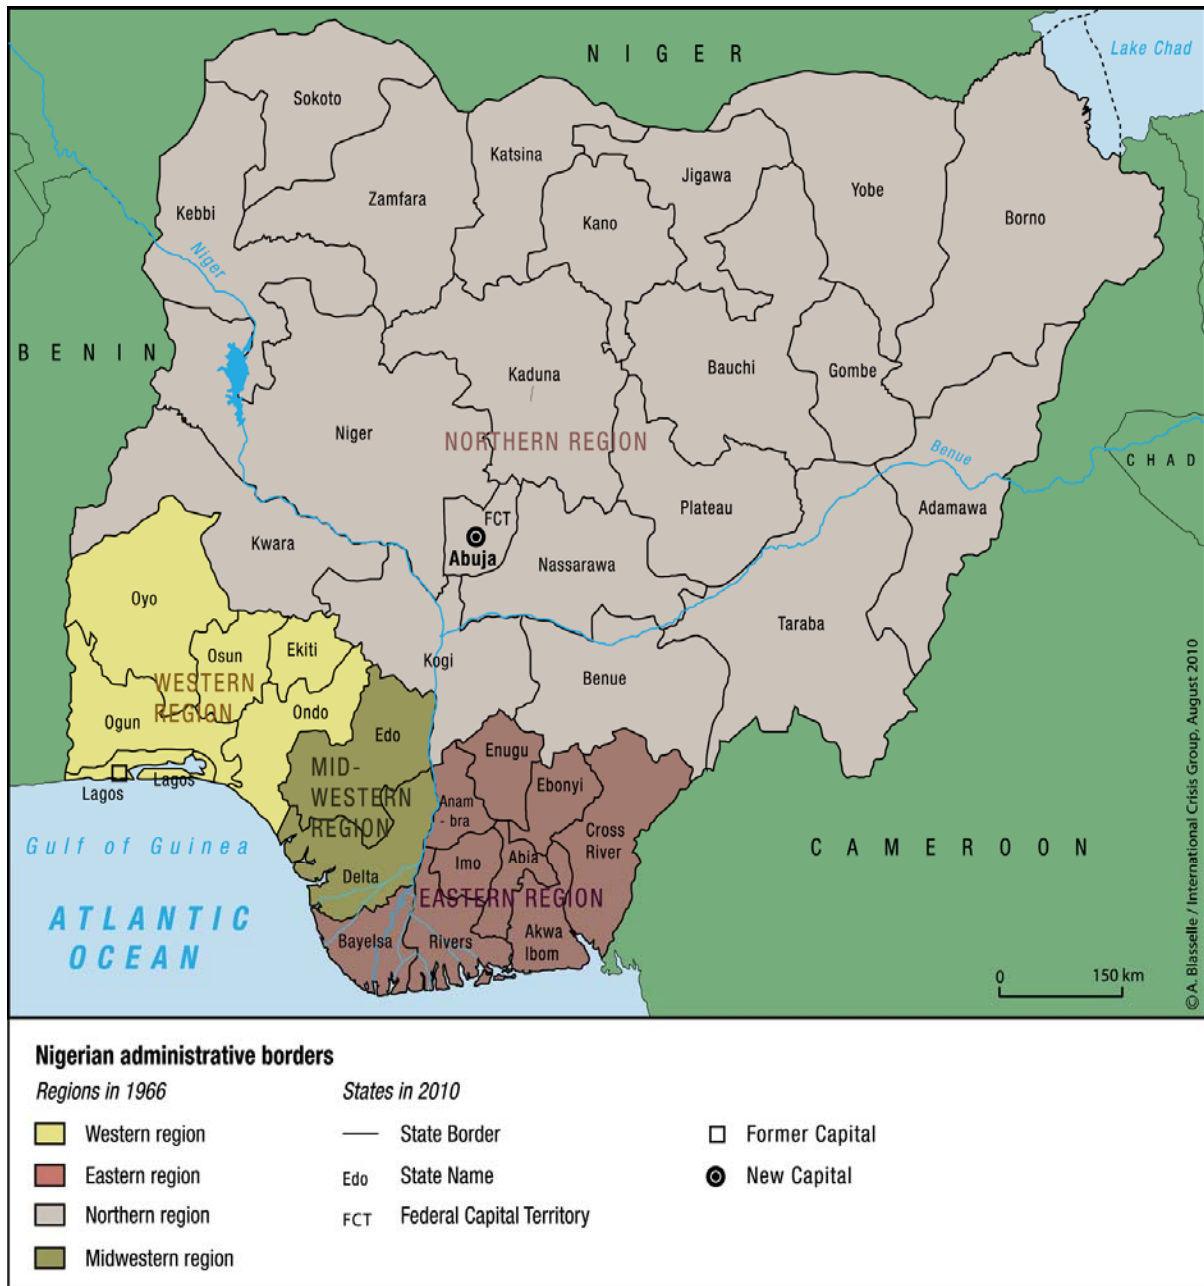 NIGER
Lake Chad
Sokoto
Katsina
Jigawa
Yobe
Zamfara
Kebbi
Kano
Borno
Niger
BENIN
Kaduna
Bauchi
Gombe
Niger
NORTHERN REGION
Benue
CHAD
Plateau
Adamawa
FCT
Abuja
Kwara
Nassarawa
Oyo
Taraba
Osun
Ekiti
Kogi
Benue
WESTERN
REGION
Ogun
Ondo
Edo
Enugu
MID-
WESTERN
REGION
Ebonyi
Lagos
Lagos
Anam
- bra
Cross
River
Gulf of Guinea
CAMEROON
Imo
Abia
Delta
EASTERN REGION
ATLANTIC
OCEAN
Bayelsa
Rivers
Akwa
Ibom
0 150 km
© A. Blasselle / International Crisis Group, August 2010
Nigerian administrative borders
Regions in 1966
Western region
Eastern region
Northern region
Midwestern region
States in 2010
State Border
Edo State Name
FCT Federal Capital Territory
Former Capital
New Capital